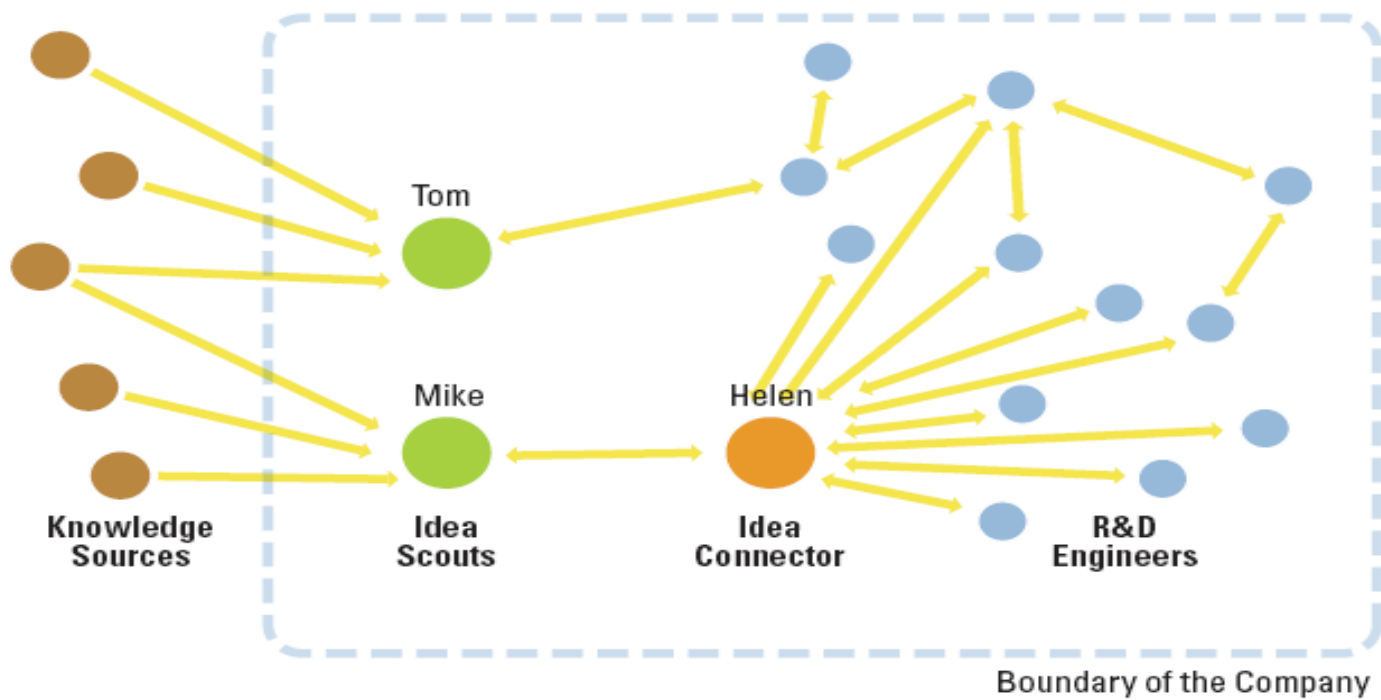 Tom
Mike
Helen
Knowledge
Sources
Idea
Scouts
Idea
Connector
R&D
Engineers
Boundary of the Company